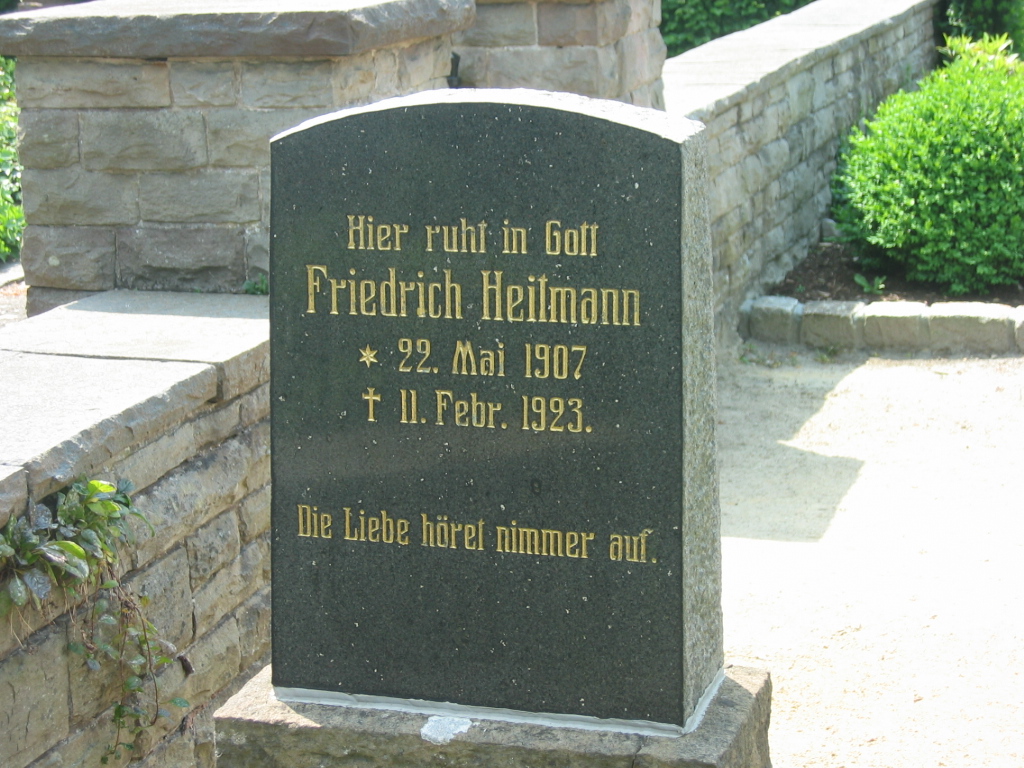 Hier ruht in Gott
Friedrich Heitmann
* 22. Mai 1907
† 11. Febr. 1923.
Die Liebe höret nimmer auf.